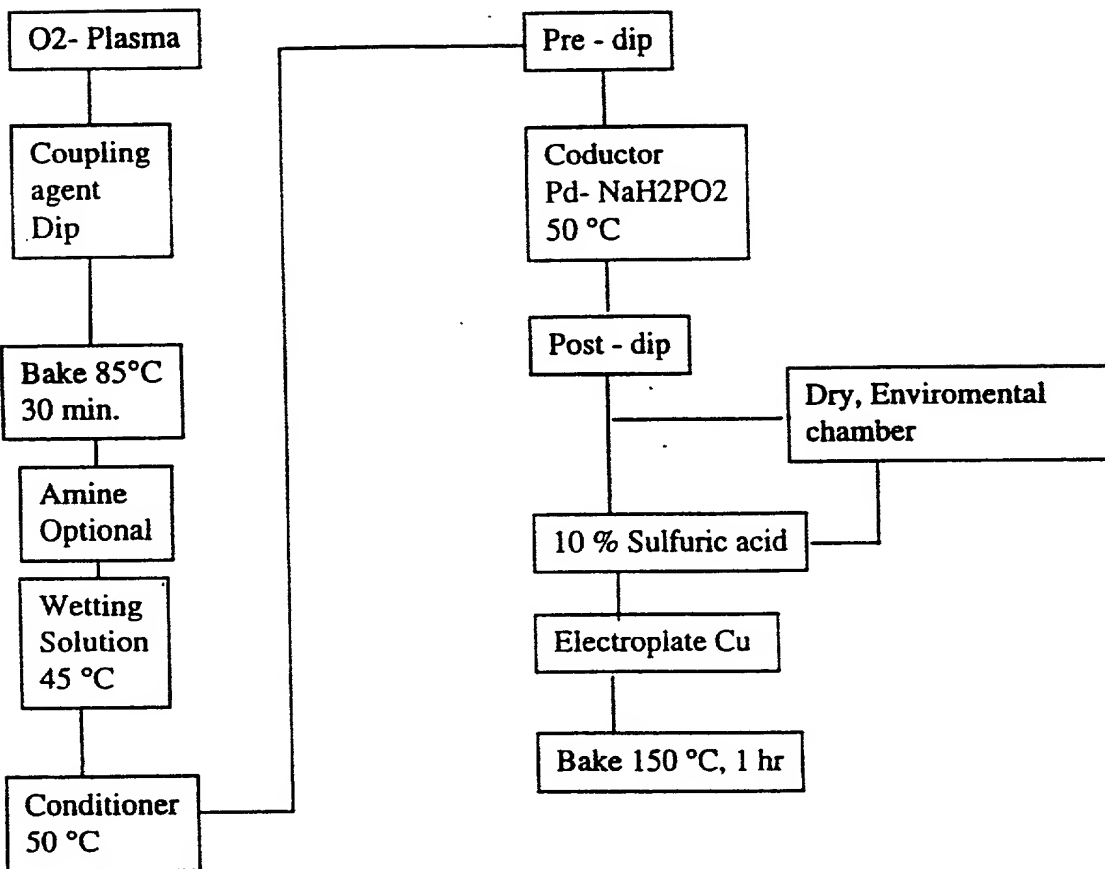 O2- Plasma
Coupling
agent
Dip
Bake 85°C
30 min.
Amine
Optional
Wetting
Solution
45 °C
Conditioner
50 °C
Pre - dip
Coductor
Pd- NaH2PO2
50 °C
Post - dip
Dry, Enviromental
chamber
10 % Sulfuric acid
Electroplate Cu
Bake 150 °C, 1 hr